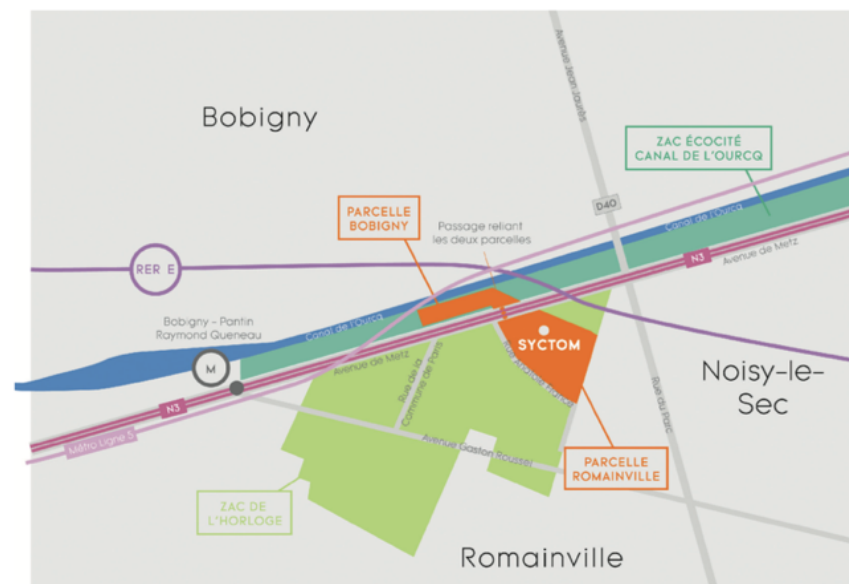 Bobigny
Avenue Jean Jaurès
ZAC ÉCOCITÉ
CANAL DE L'OURCQ
PARCELLE
BOBIGNY
Passage reliant
les deux parcelles
D40
Canal de l'Ourcq
N3
Avenue de Metz
RER E
Bobigny - Pantin
Raymond Queneau
M
Canal de l'Ourcq
Avenue de Metz
SYCTOM
Rue de la
Commune de Paris
Rue Anatole France
Noisy-le-
Sec
N3
Métro Ligne 5
Rue du Parc
Avenue Gaston Roussel
PARCELLE
ROMAINVILLE
ZAC DE
L'HORLOGE
Romainville